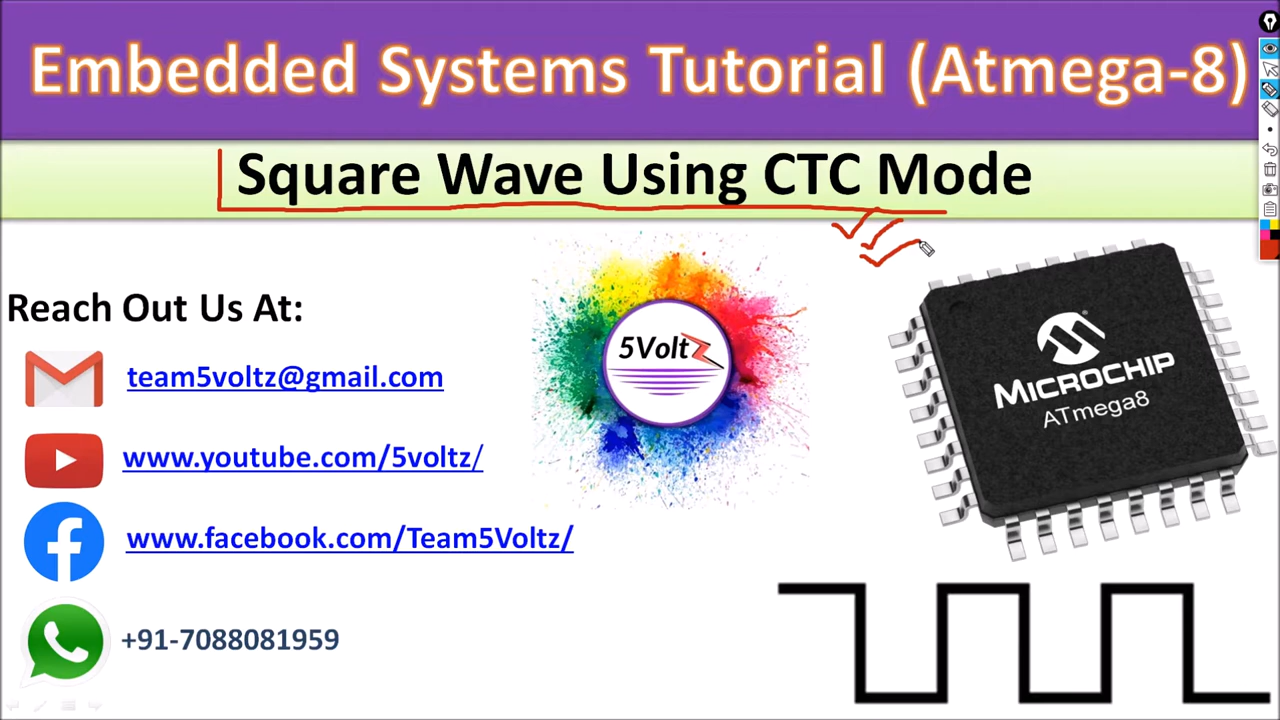 Embedded Systems Tutorial (Atmega-8)
Square Wave Using CTC Mode
Reach Out Us At:
team5voltz@gmail.com
www.youtube.com/5voltz/
www.facebook.com/Team5Voltz/
+91-7088081959
5VoltZ
MICROCHIP
ATmega8